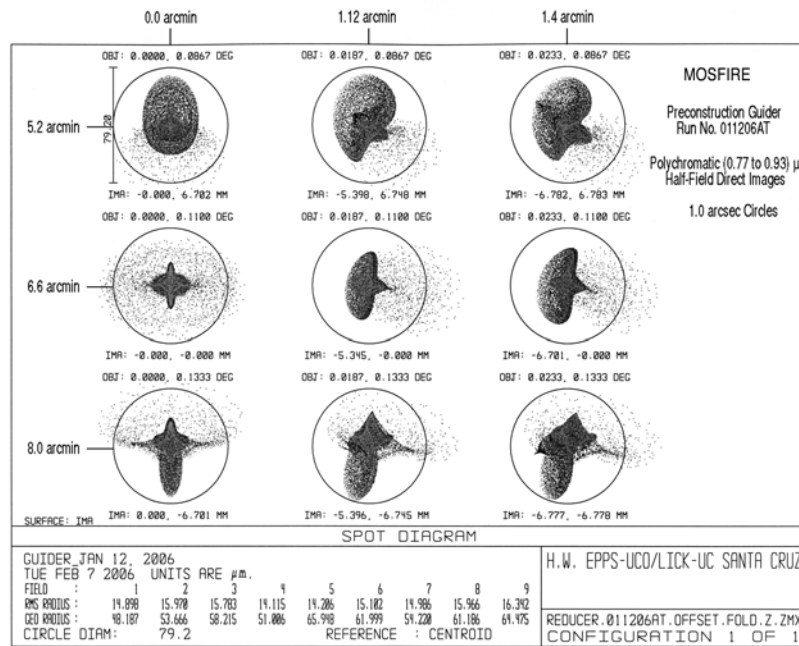 0.0 arcmin 1.12 arcmin 1.4 arcmin
OBJ: 0.0000, 0.0867 DEG OBJ: 0.0187, 0.0867 DEG OBJ: 0.0233, 0.0867 DEG
MOSFIRE
Preconstruction Guider
Run No. 011206AT
Polychromatic (0.77 to 0.93) μ
Half-Field Direct Images
1.0 arcsec Circles
5.2 arcmin
79.20
IMA: -0.000, 6.702 MM IMA: -5.398, 6.748 MM IMA: -6.782, 6.783 MM
OBJ: 0.0000, 0.1100 DEG OBJ: 0.0187, 0.1100 DEG OBJ: 0.0233, 0.1100 DEG
6.6 arcmin
IMA: -0.000, -0.000 MM IMA: -5.345, -0.000 MM IMA: -6.701, -0.000 MM
OBJ: 0.0000, 0.1333 DEG OBJ: 0.0187, 0.1333 DEG OBJ: 0.0233, 0.1333 DEG
8.0 arcmin
IMA: 0.000, -6.701 MM IMA: -5.396, -6.745 MM IMA: -6.777, -6.778 MM
SURFACE: IMA
SPOT DIAGRAM
GUIDER JAN 12, 2006
TUE FEB 7 2006 UNITS ARE μm.
FIELD : 1 2 3 4 5 6 7 8 9
RMS RADIUS : 14.898 15.970 15.783 14.115 14.206 15.102 14.986 15.966 16.342
GEO RADIUS : 48.187 53.666 58.215 51.006 65.948 61.999 54.220 61.186 69.475
CIRCLE DIAM: 79.2 REFERENCE : CENTROID
H.W. EPPS-UCO/LICK-UC SANTA CRUZ
REDUCER.011206AT.OFFSET.FOLD.Z.ZMX
CONFIGURATION 1 OF 1